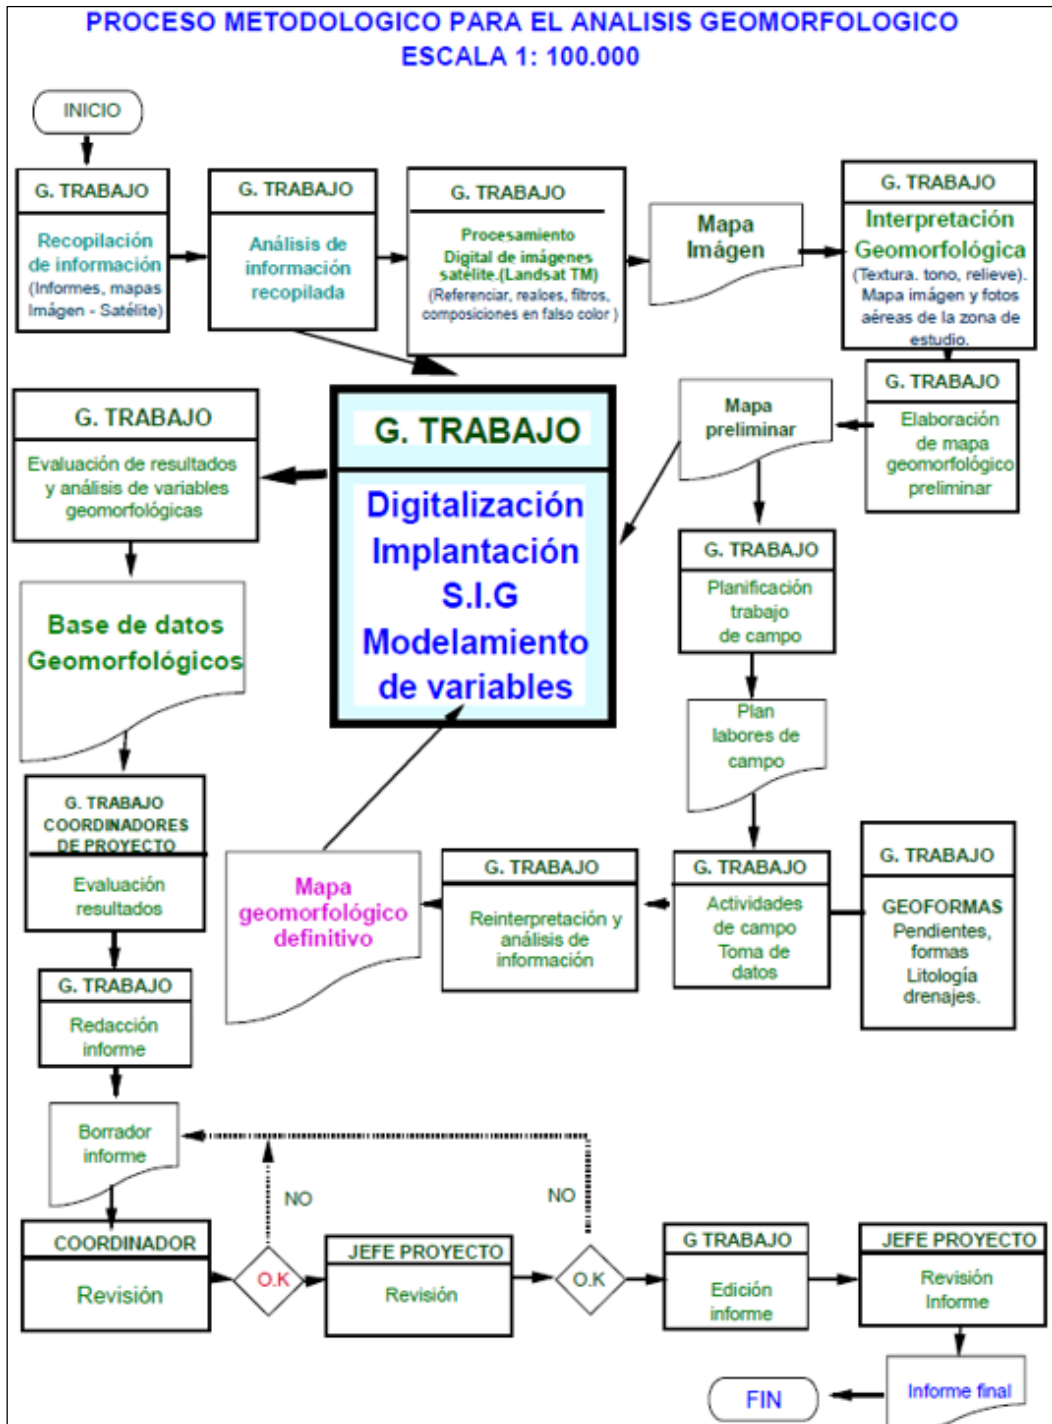 PROCESO METODOLOGICO PARA EL ANALISIS GEOMORFOLOGICO
ESCALA 1: 100.000
INICIO
G. TRABAJO
Recopilación
de información
(Informes, mapas
Imágen - Satélite)
G. TRABAJO
Análisis de
información
recopilada
G. TRABAJO
Procesamiento
Digital de imágenes
satélite.(Landsat TM)
(Referenciar, realces, filtros,
composiciones en falso color )
Mapa
Imágen
G. TRABAJO
Interpretación
Geomorfológica
(Textura. tono, relieve).
Mapa imágen y fotos
aéreas de la zona de
estudio.
G. TRABAJO
Elaboración
de mapa
geomorfológico
preliminar
Mapa
preliminar
G. TRABAJO
Digitalización
Implantación
S.I.G
Modelamiento
de variables
G. TRABAJO
Evaluación de resultados
y análisis de variables
geomorfológicas
Base de datos
Geomorfológicos
G. TRABAJO
Planificación
trabajo
de campo
Plan
labores de
campo
G. TRABAJO
Actividades
de campo
Toma de
datos
G. TRABAJO
GEOFORMAS
Pendientes,
formas
Litología
drenajes.
G. TRABAJO
Reinterpretación y
análisis de
información
Mapa
geomorfológico
definitivo
G. TRABAJO
COORDINADORES
DE PROYECTO
Evaluación
resultados
G. TRABAJO
Redacción
informe
Borrador
informe
NO
NO
COORDINADOR
Revisión
O.K
JEFE PROYECTO
Revisión
O.K
G TRABAJO
Edición
informe
JEFE PROYECTO
Revisión
Informe
Informe final
FIN